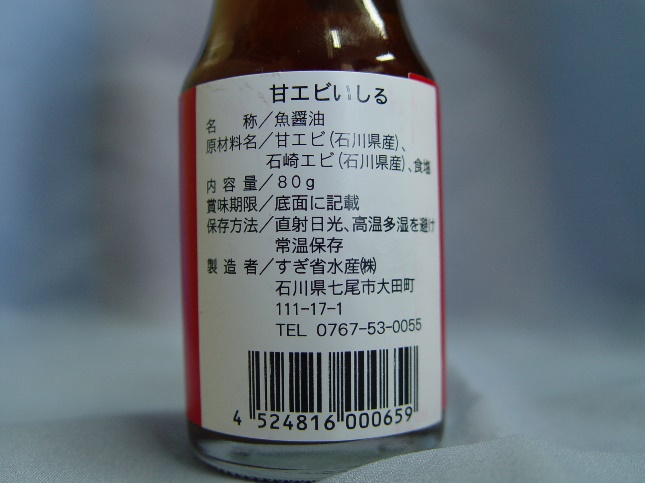 甘エビいしる
名　　称／魚醤油
原材料名／甘エビ（石川県産）、
石崎エビ（石川県産）、食塩
内 容 量／80g
賞味期限／底面に記載
保存方法／直射日光、高温多湿を避け
常温保存
製 造 者／すぎ省水産㈱
石川県七尾市大田町
111-17-1
TEL 0767-53-0055
4 524816 000659